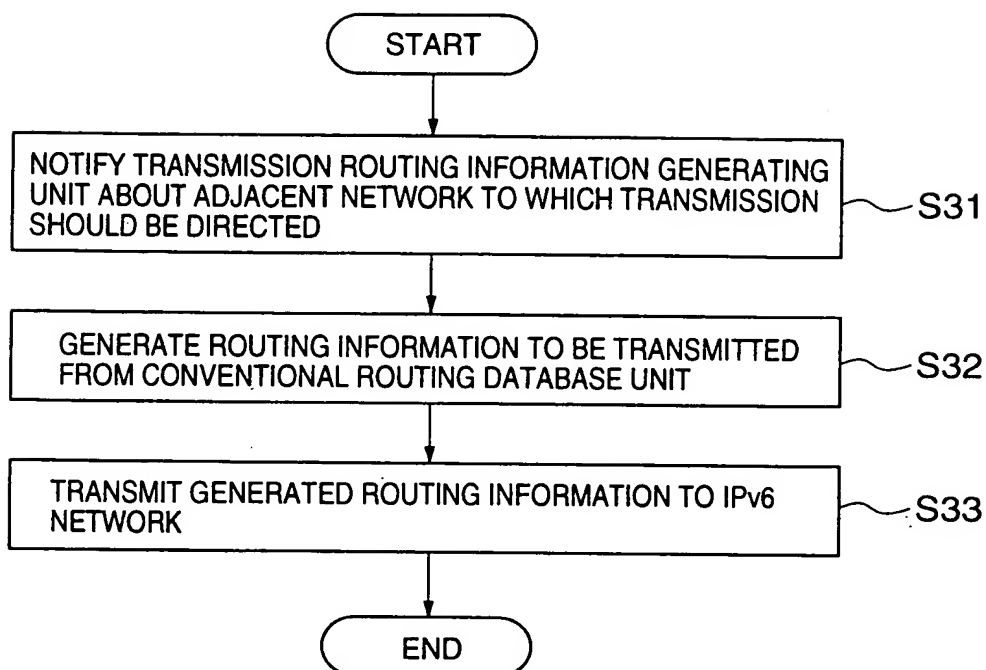 START
NOTIFY TRANSMISSION ROUTING INFORMATION GENERATING
UNIT ABOUT ADJACENT NETWORK TO WHICH TRANSMISSION
SHOULD BE DIRECTED
S31
GENERATE ROUTING INFORMATION TO BE TRANSMITTED
FROM CONVENTIONAL ROUTING DATABASE UNIT
S32
TRANSMIT GENERATED ROUTING INFORMATION TO IPv6
NETWORK
S33
END